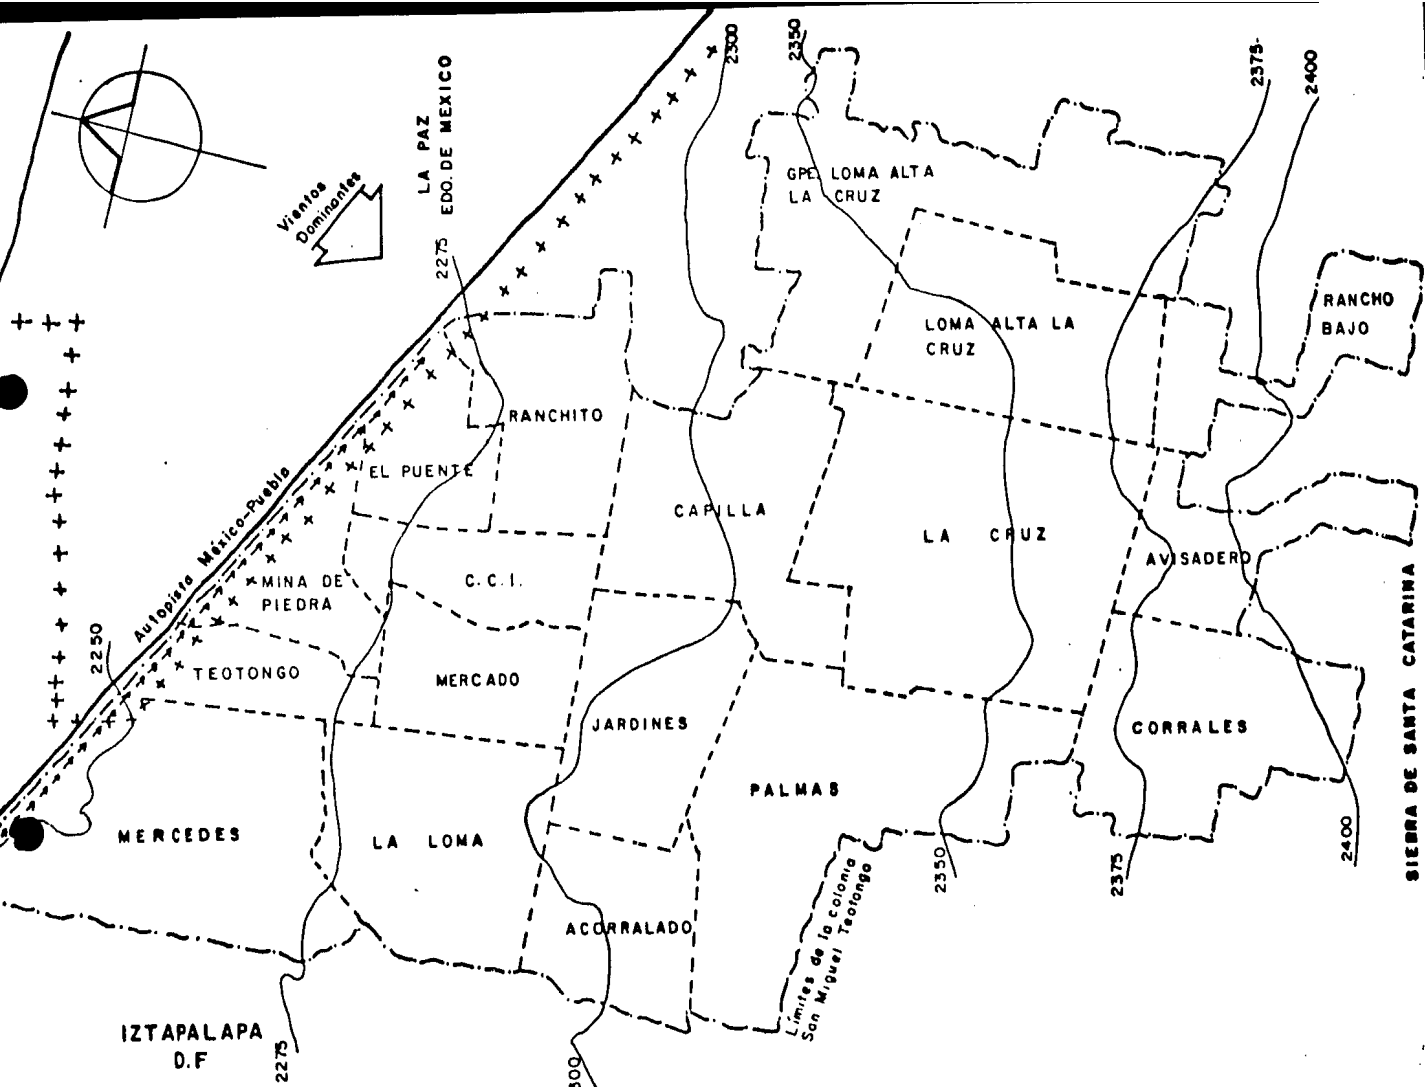 2300
2350
2375
2400
LA PAZ
EDO. DE MEXICO
Vientos
Dominantes
2275
GPE. LOMA ALTA
LA CRUZ
LOMA ALTA LA
CRUZ
RANCHO
BAJO
RANCHITO
EL PUENTE
CAPILLA
LA CRUZ
AVISADERO
Autopista México-Puebla
MINA DE
PIEDRA
C.C.I.
2250
TEOTONGO
MERCADO
JARDINES
CORRALES
PALMAS
MERCEDES
LA LOMA
ACORRALADO
2350
2375
2400
SIERRA DE SANTA CATARINA
Límites de la colonia
San Miguel Teotongo
IZTAPALAPA
D.F
2275
300